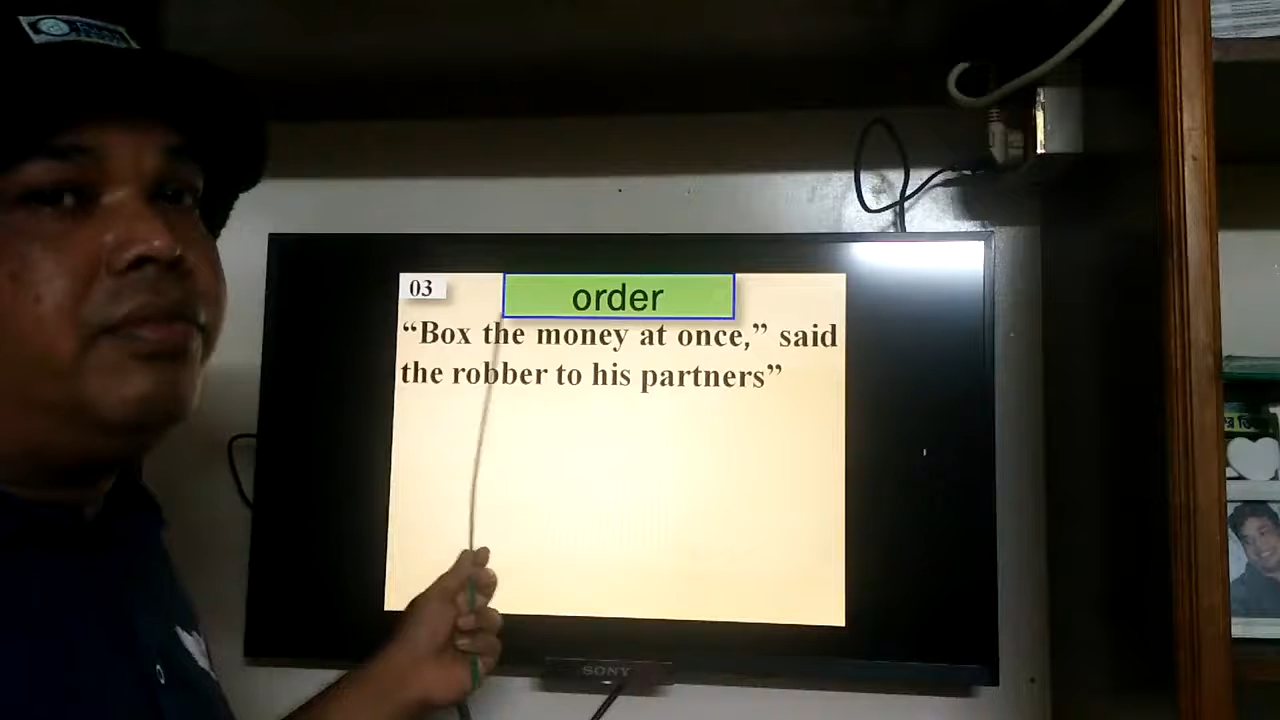 03
order
“Box the money at once,” said
the robber to his partners”
SONY